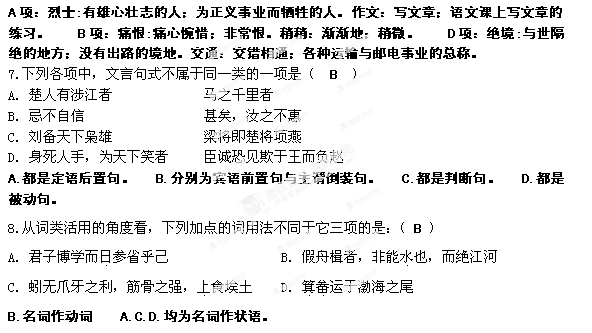 A 项：烈士：有雄心壮志的人；为正义事业而牺牲的人。作文：写文章；语文课上写文章的
练习。 B 项：痛恨：痛心惋惜；非常恨。稍稍：渐渐地；稍微。 D 项：绝境：与世隔
绝的地方；没有出路的境地。交通：交错相通；各种运输与邮电事业的总称。
7.下列各项中，文言句式不属于同一类的一项是（ B ）
A. 楚人有涉江者 马之千里者
B. 忌不自信 甚矣，汝之不惠
C. 刘备天下枭雄 梁将即楚将项燕
D. 身死人手，为天下笑者 臣诚恐见欺于王而负赵
A.都是定语后置句。 B.分别为宾语前置句与主谓倒装句。 C.都是判断句。 D.都是
被动句。
8.从词类活用的角度看，下列加点的词用法不同于它三项的是:（ B ）
A. 君子博学而日参省乎己 B. 假舟楫者，非能水也，而绝江河
C. 蚓无爪牙之利，筋骨之强，上食埃土 D. 箕畚运于渤海之尾
B.名词作动词 A.C.D.均为名词作状语。